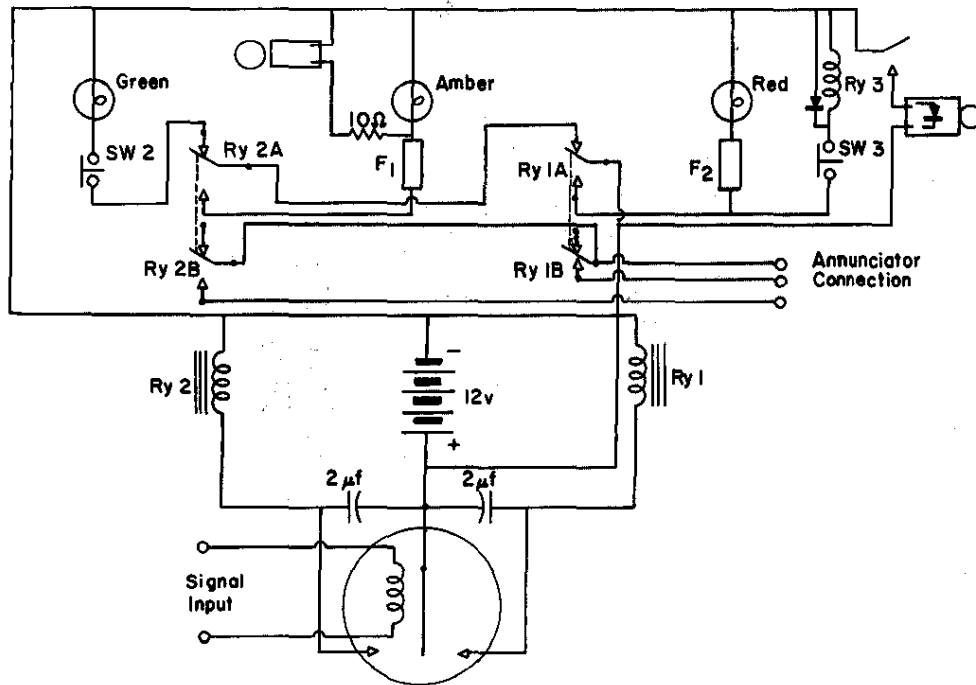 Green
Amber
Red
Ry 3
10Ω
SW 2
Ry 2A
F1
Ry 1A
F2
SW 3
Ry 2B
Ry 1B
Annunciator
Connection
Ry 2
−
12v
+
Ry 1
2 µf
2 µf
Signal
Input